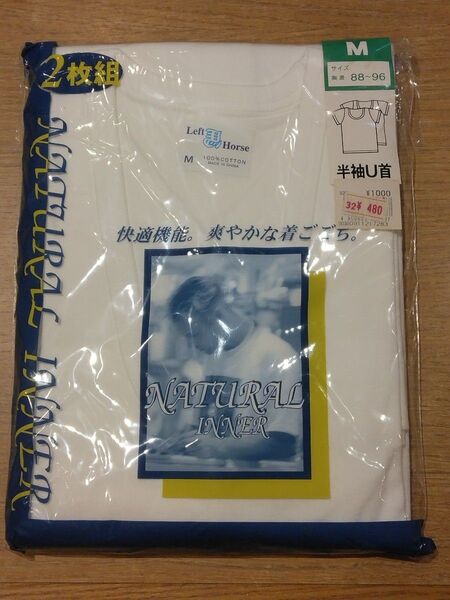 2枚組
NATURAL INNER
Left Horse
M 100% COTTON
MADE IN CHINA
快適機能。爽やかな着ごこち。
NATURAL
INNER
M
サイズ
胸囲 88~96
半袖U首
¥1000
32¥ 480